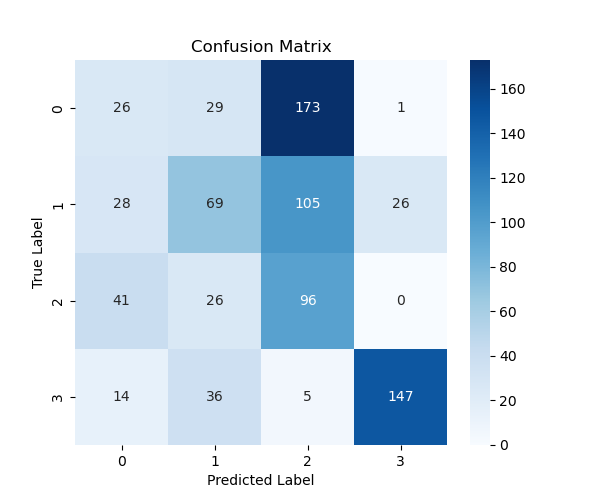 Confusion Matrix
0 26 29 173 1
1 28 69 105 26
2 41 26 96 0
3 14 36 5 147
0 1 2 3
True Label
Predicted Label
160
140
120
100
80
60
40
20
0